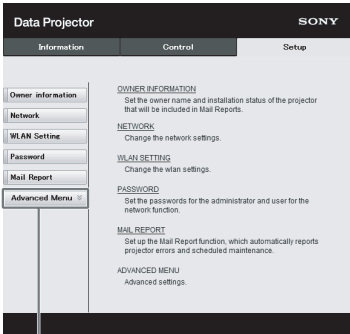 Data Projector
SONY
Information
Control
Setup
Owner information
Network
WLAN Setting
Password
Mail Report
Advanced Menu
OWNER INFORMATION
Set the owner name and installation status of the projector
that will be included in Mail Reports.
NETWORK
Change the network settings.
WLAN SETTING
Change the wlan settings.
PASSWORD
Set the passwords for the administrator and user for the
network function.
MAIL REPORT
Set up the Mail Report function, which automatically reports
projector errors and scheduled maintenance.
ADVANCED MENU
Advanced settings.